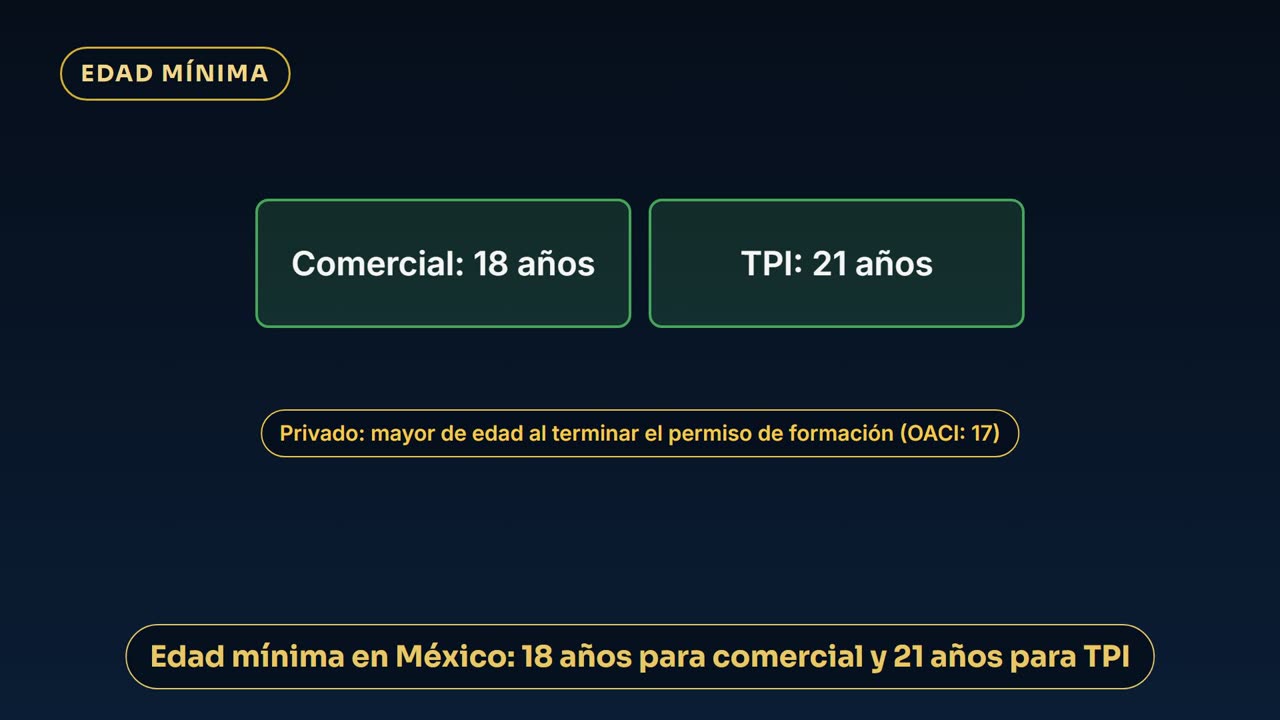 EDAD MÍNIMA
Comercial: 18 años
TPI: 21 años
Privado: mayor de edad al terminar el permiso de formación (OACI: 17)
Edad mínima en México: 18 años para comercial y 21 años para TPI